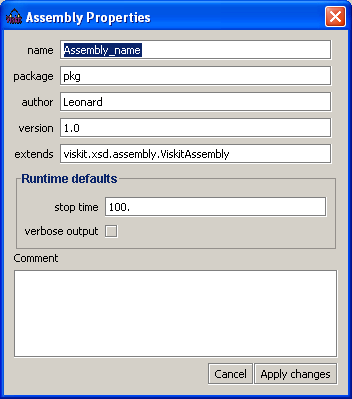 Assembly Properties
name Assembly_name
package pkg
author Leonard
version 1.0
extends viskit.xsd.assembly.ViskitAssembly
Runtime defaults
stop time 100.
verbose output
Comment
Cancel Apply changes